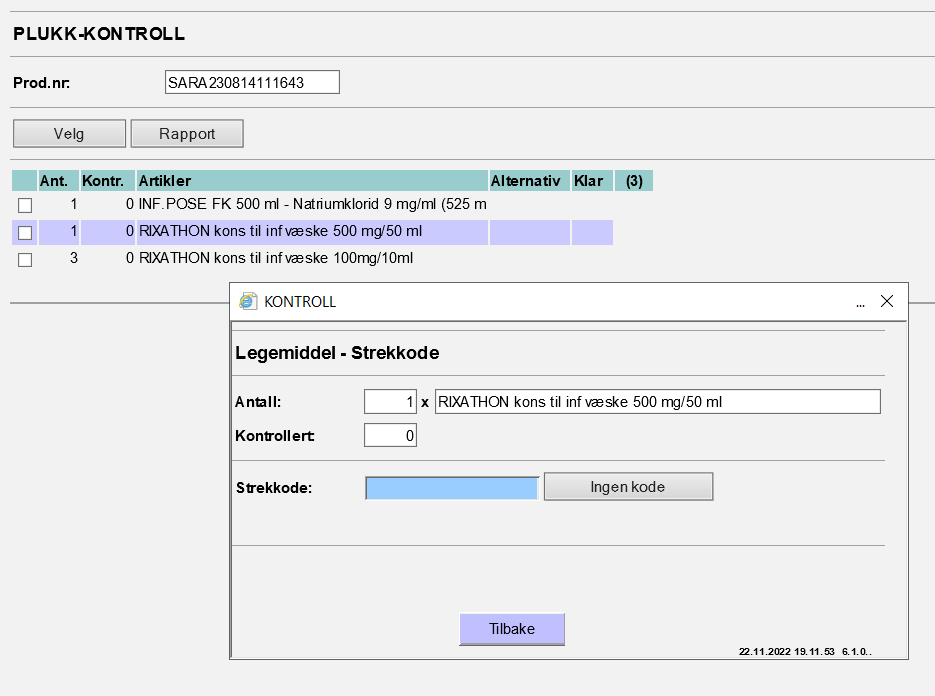 PLUKK-KONTROLL
Prod.nr: SARA230814111643
Velg Rapport
Ant. Kontr. Artikler Alternativ Klar (3)
1 0 INF.POSE FK 500 ml - Natriumklorid 9 mg/ml (525 m
1 0 RIXATHON kons til inf væske 500 mg/50 ml
3 0 RIXATHON kons til inf væske 100mg/10ml
KONTROLL ...
Legemiddel - Strekkode
Antall: 1 x RIXATHON kons til inf væske 500 mg/50 ml
Kontrollert: 0
Strekkode: Ingen kode
Tilbake
22.11.2022 19.11.53 6.1.0..